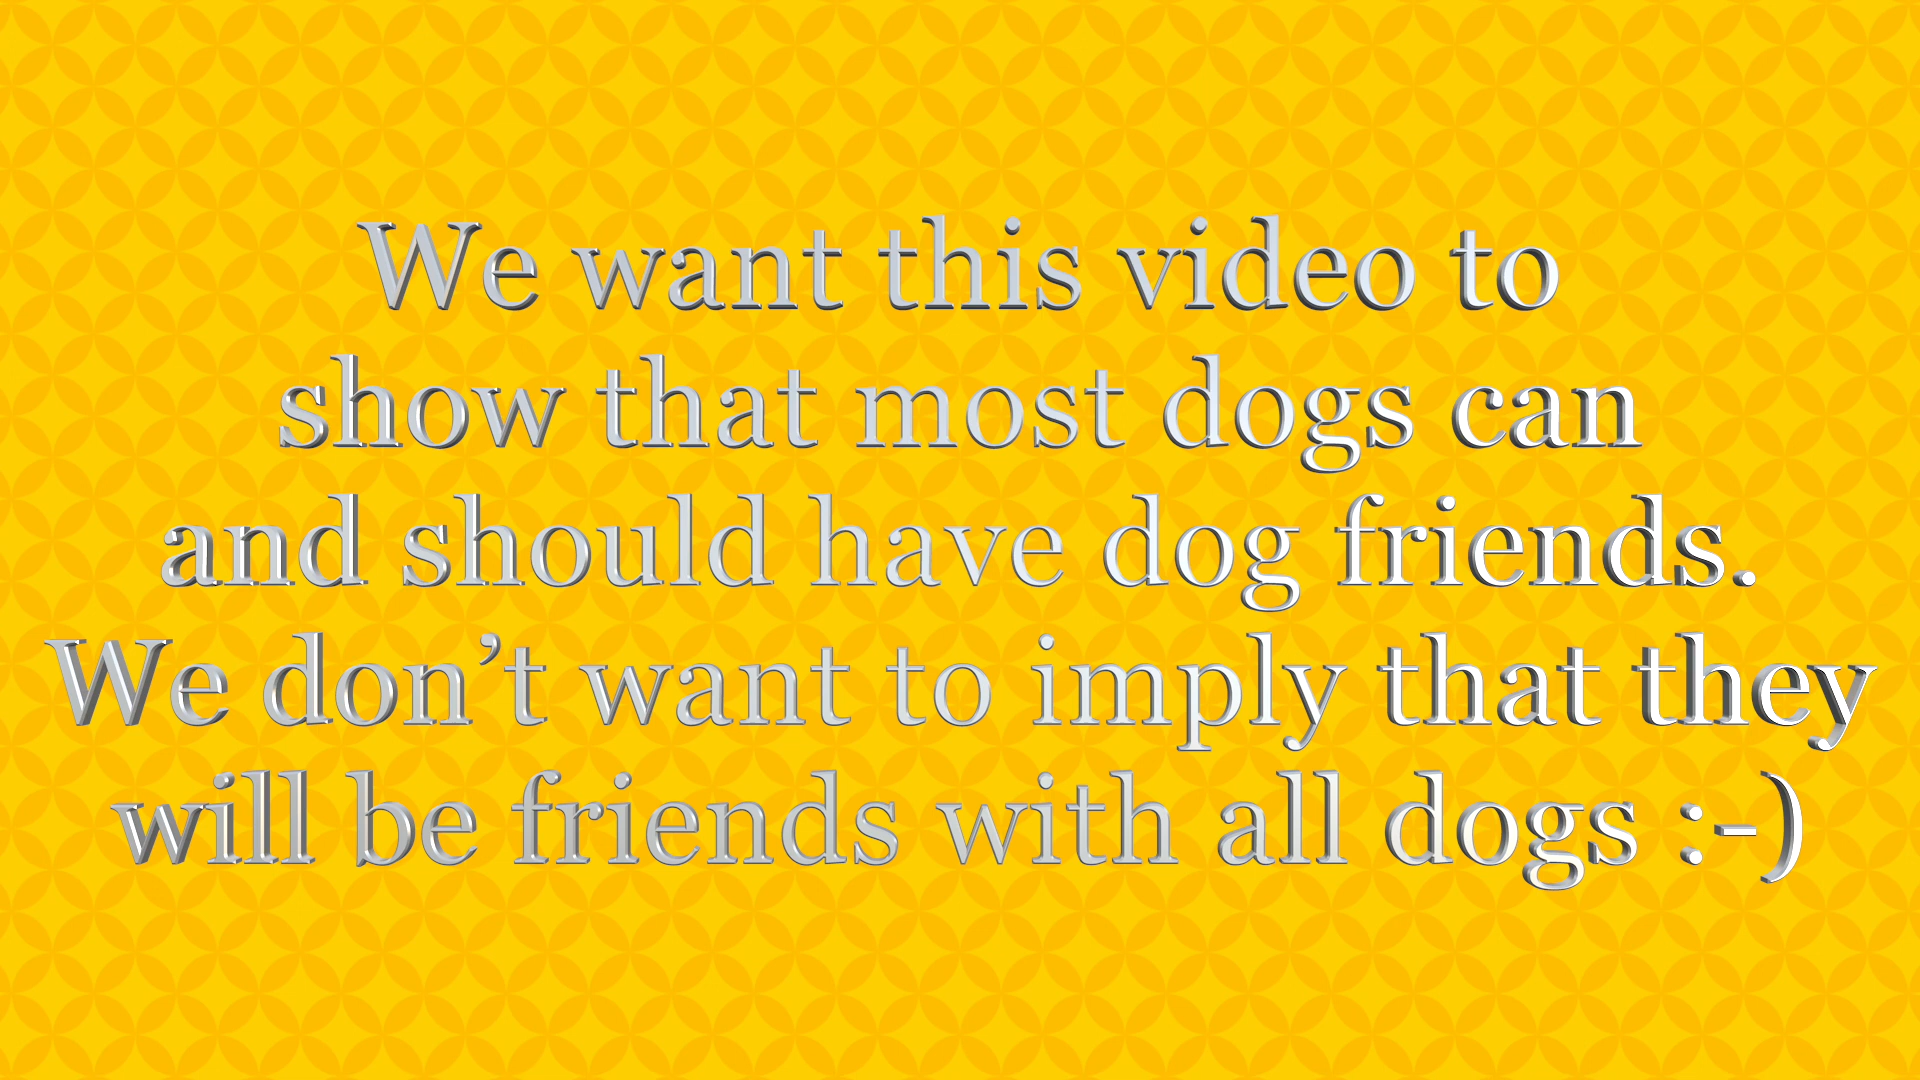 We want this video to
show that most dogs can
and should have dog friends.
We don’t want to imply that they
will be friends with all dogs :-)